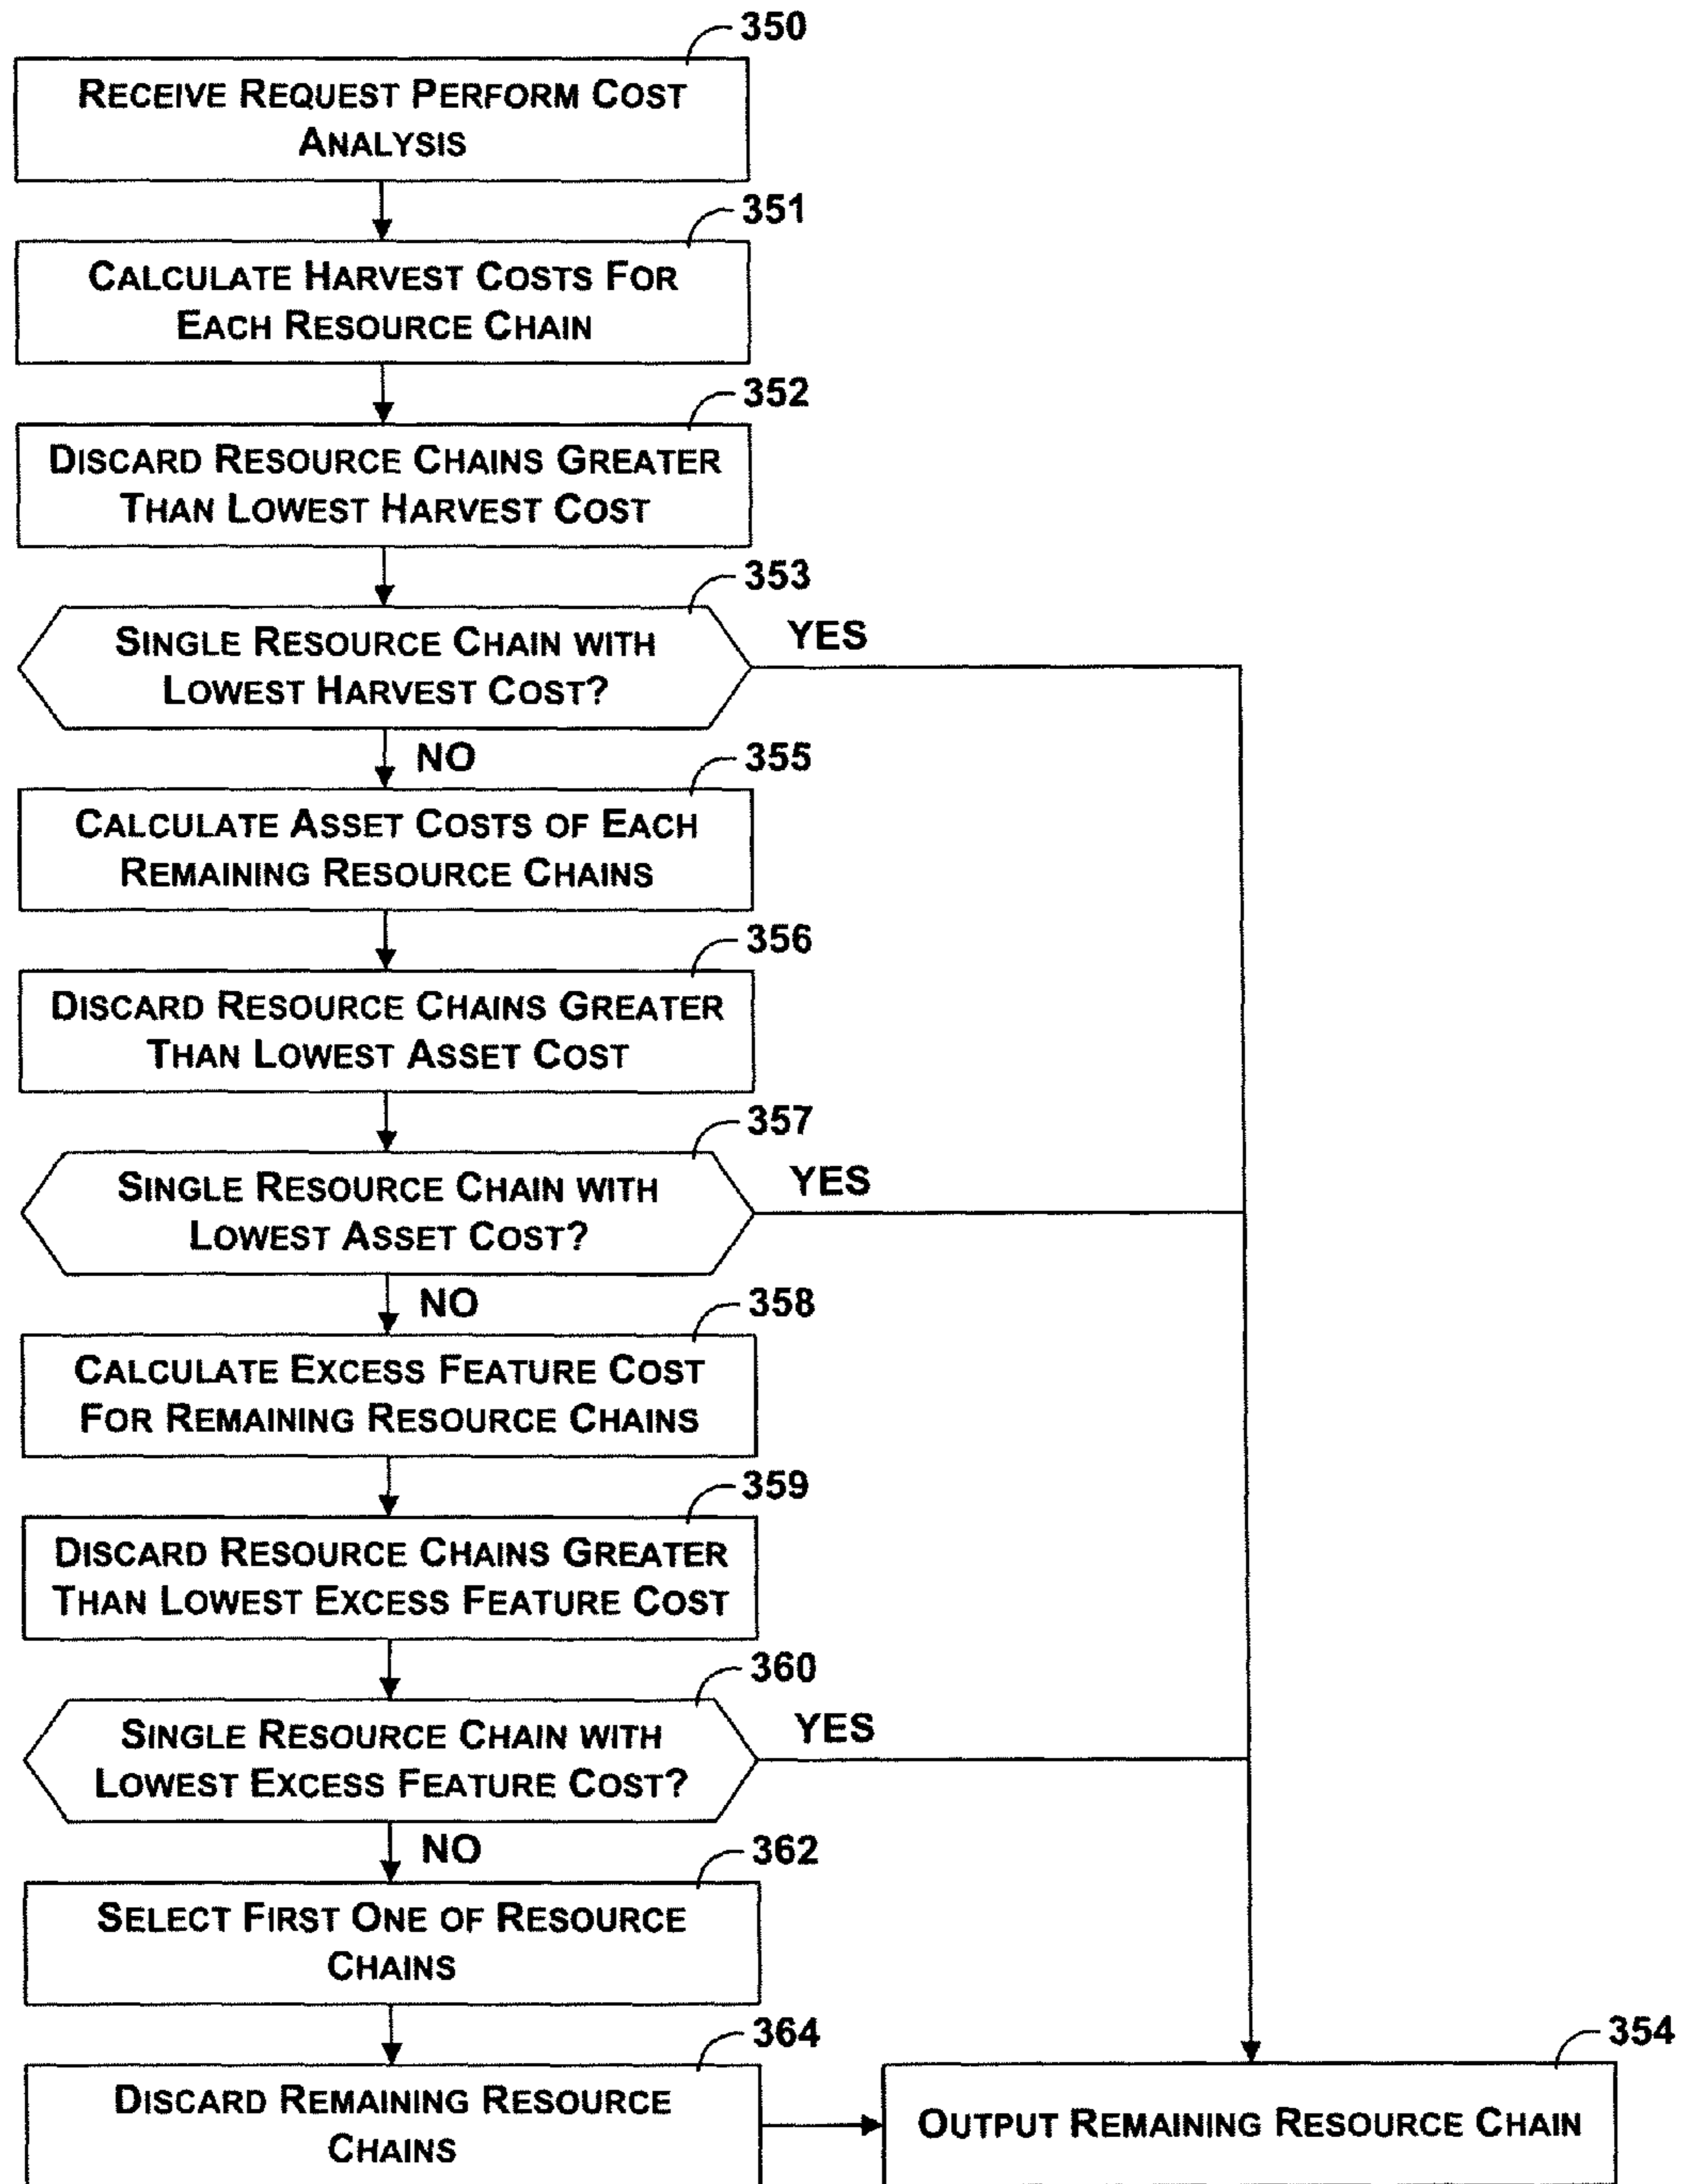 350
RECEIVE REQUEST PERFORM COST
ANALYSIS
351
CALCULATE HARVEST COSTS FOR
EACH RESOURCE CHAIN
352
DISCARD RESOURCE CHAINS GREATER
THAN LOWEST HARVEST COST
353
SINGLE RESOURCE CHAIN WITH
LOWEST HARVEST COST?
YES
NO
355
CALCULATE ASSET COSTS OF EACH
REMAINING RESOURCE CHAINS
356
DISCARD RESOURCE CHAINS GREATER
THAN LOWEST ASSET COST
357
SINGLE RESOURCE CHAIN WITH
LOWEST ASSET COST?
YES
NO
358
CALCULATE EXCESS FEATURE COST
FOR REMAINING RESOURCE CHAINS
359
DISCARD RESOURCE CHAINS GREATER
THAN LOWEST EXCESS FEATURE COST
360
SINGLE RESOURCE CHAIN WITH
LOWEST EXCESS FEATURE COST?
YES
NO
362
SELECT FIRST ONE OF RESOURCE
CHAINS
364
DISCARD REMAINING RESOURCE
CHAINS
354
OUTPUT REMAINING RESOURCE CHAIN